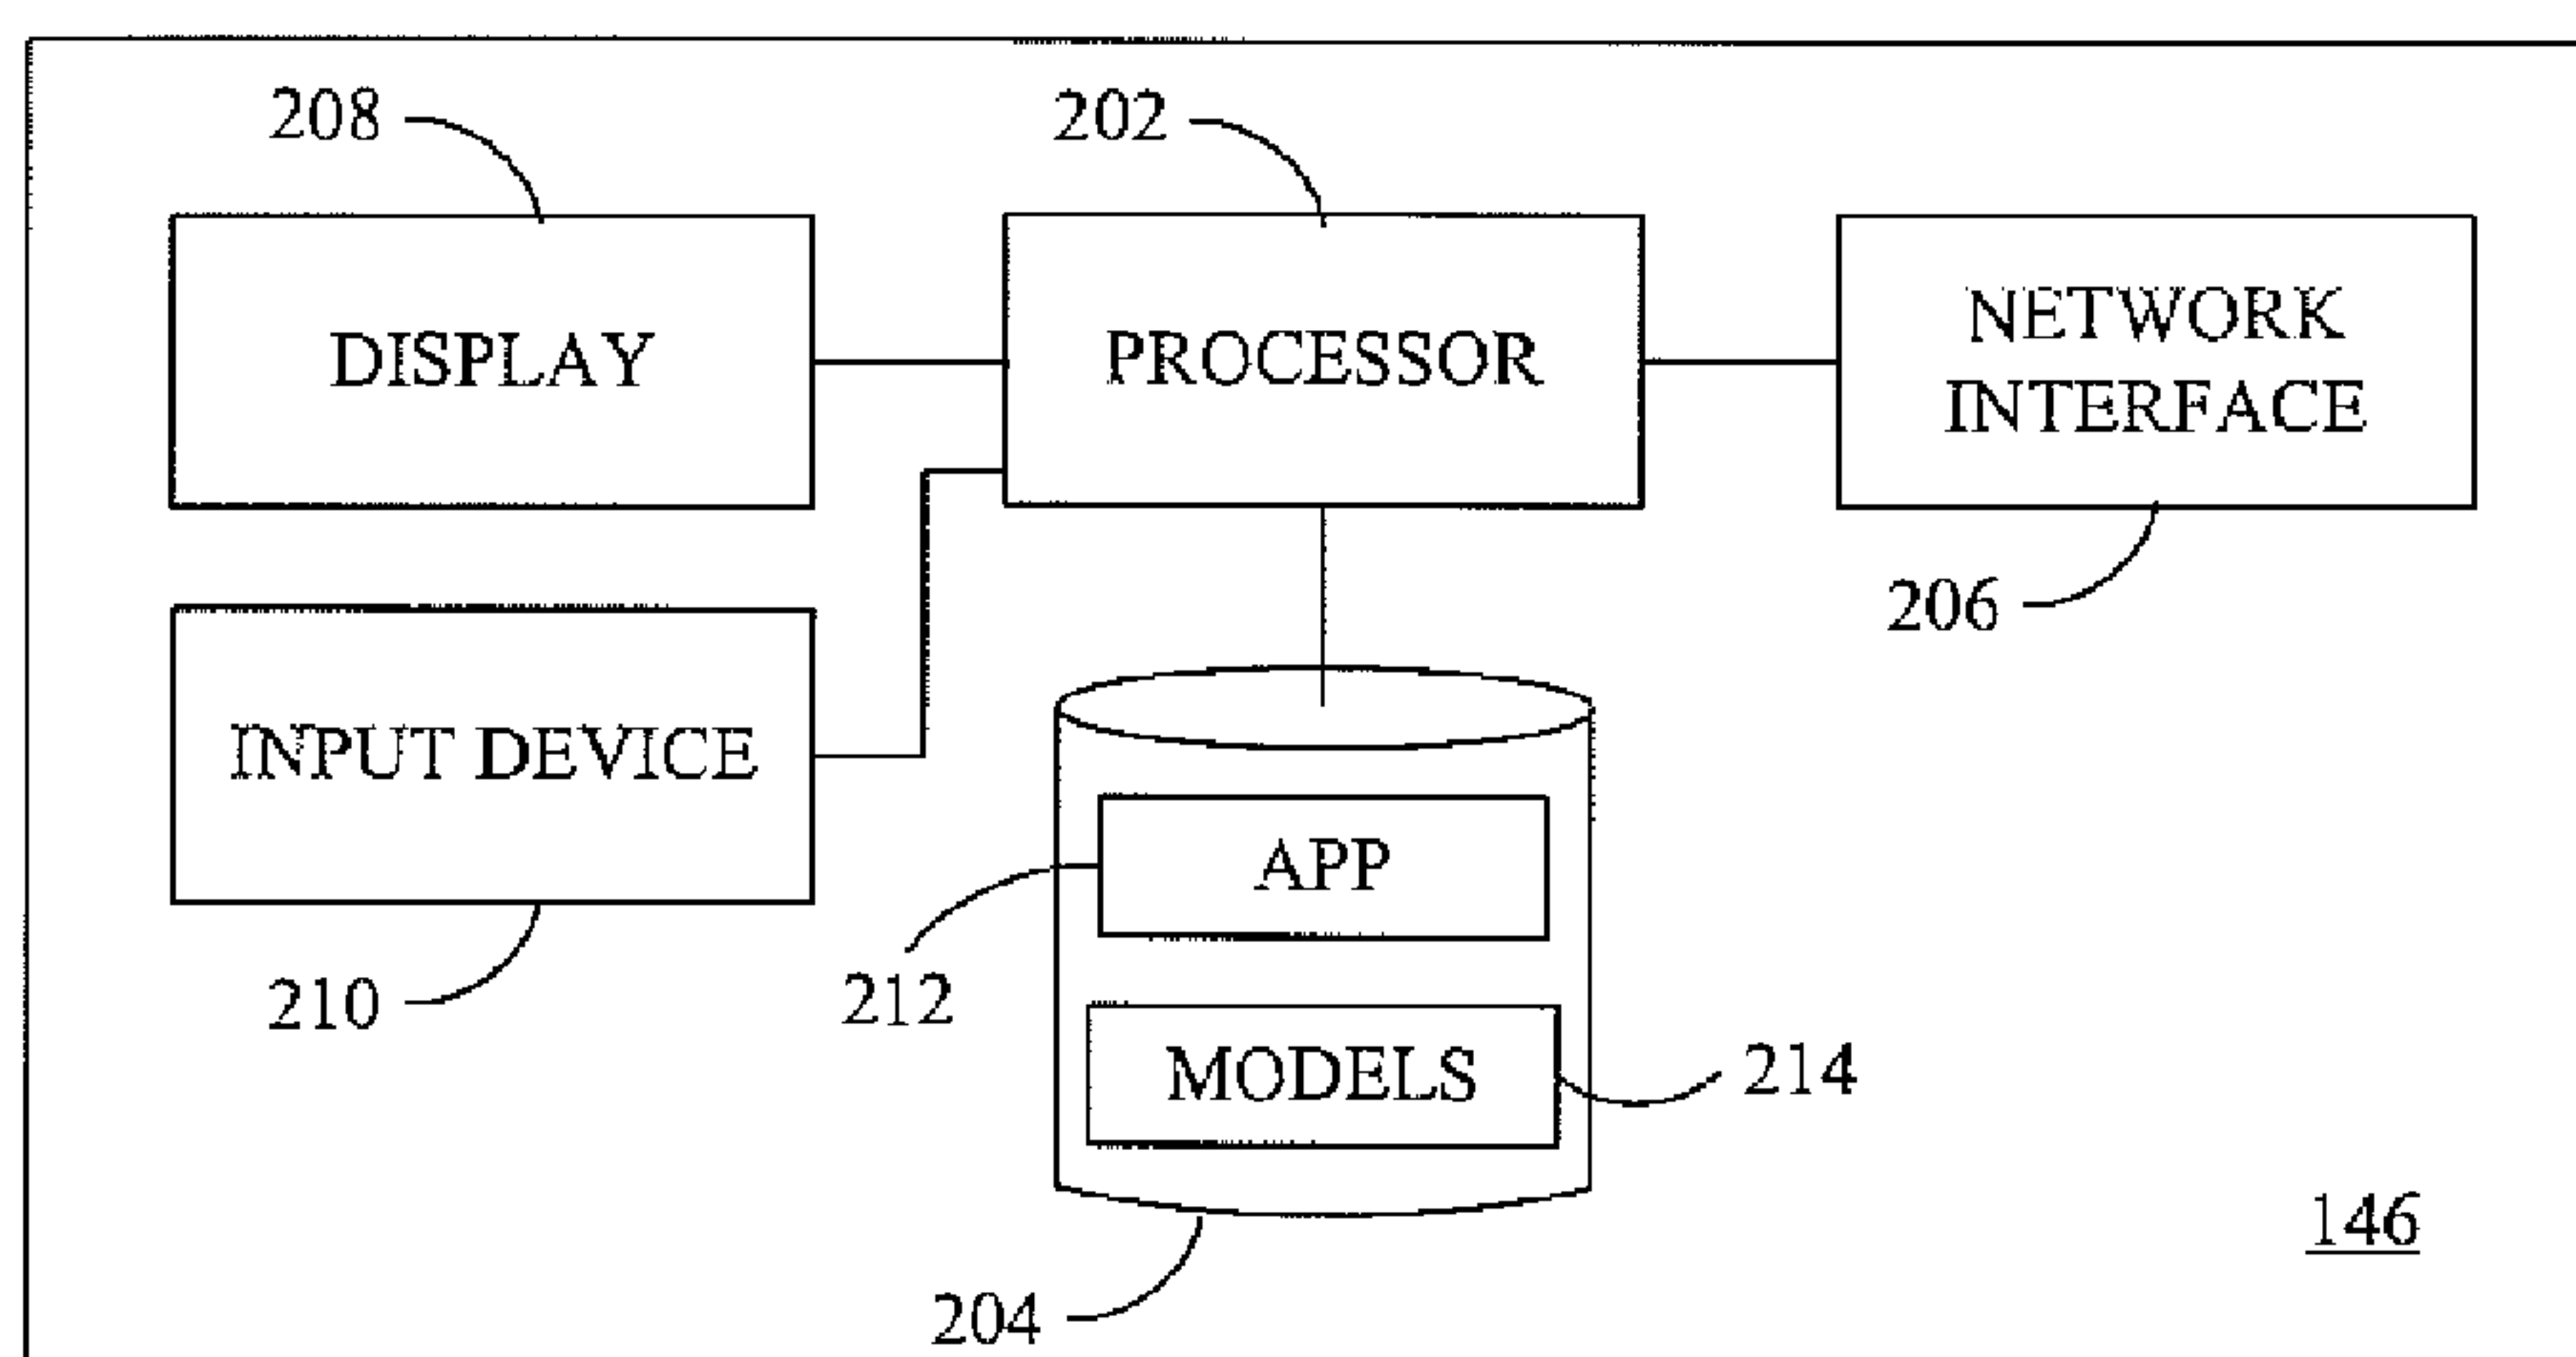 208
202
DISPLAY
PROCESSOR
NETWORK
INTERFACE
206
INPUT DEVICE
APP
212
210
MODELS
214
146
204